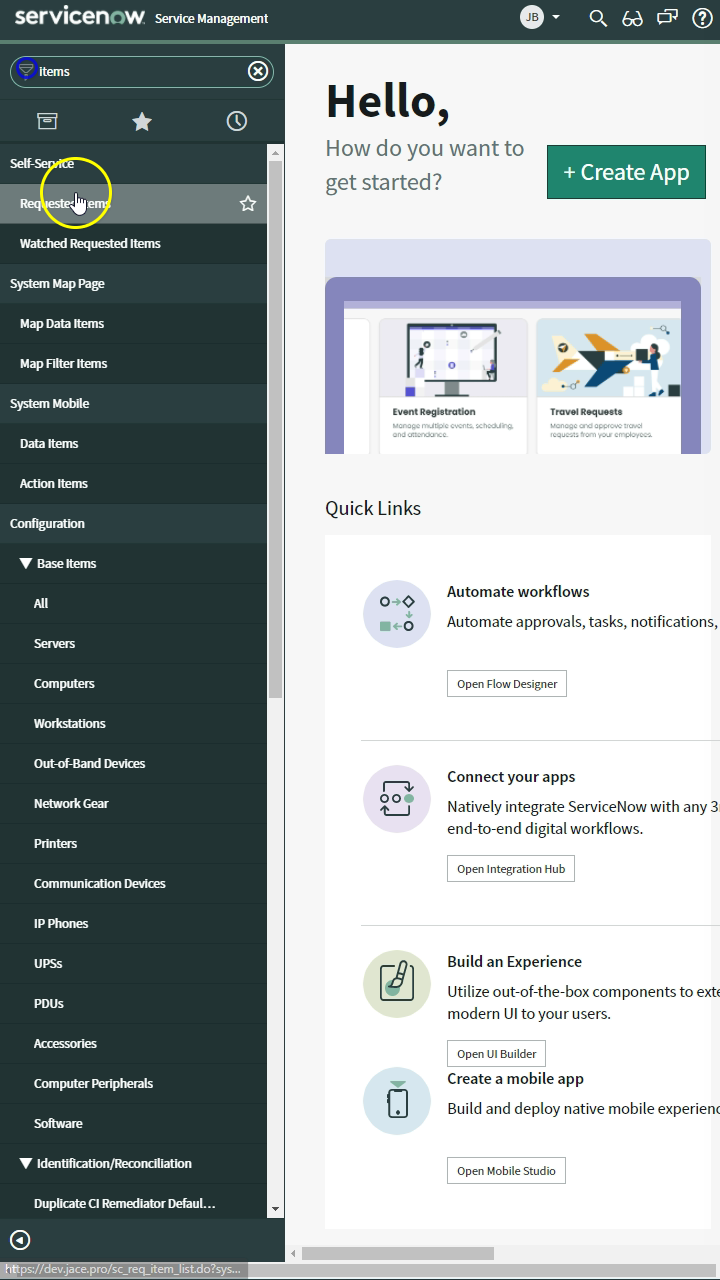 servicenow. Service Management
JB
items
Self-Service
Requested Items
Watched Requested Items
System Map Page
Map Data Items
Map Filter Items
System Mobile
Data Items
Action Items
Configuration
Base Items
All
Servers
Computers
Workstations
Out-of-Band Devices
Network Gear
Printers
Communication Devices
IP Phones
UPSs
PDUs
Accessories
Computer Peripherals
Software
Identification/Reconciliation
Duplicate CI Remediator Defaul...
https://dev.jace.pro/sc_req_item_list.do?sys...
Hello,
How do you want to
get started?
+ Create App
Event Registration
Manage multiple events, scheduling,
and attendance.
Travel Requests
Manage and approve travel
requests from your employees.
Quick Links
Automate workflows
Automate approvals, tasks, notifications,
Open Flow Designer
Connect your apps
Natively integrate ServiceNow with any 3r
end-to-end digital workflows.
Open Integration Hub
Build an Experience
Utilize out-of-the-box components to exte
modern UI to your users.
Open UI Builder
Create a mobile app
Build and deploy native mobile experienc
Open Mobile Studio